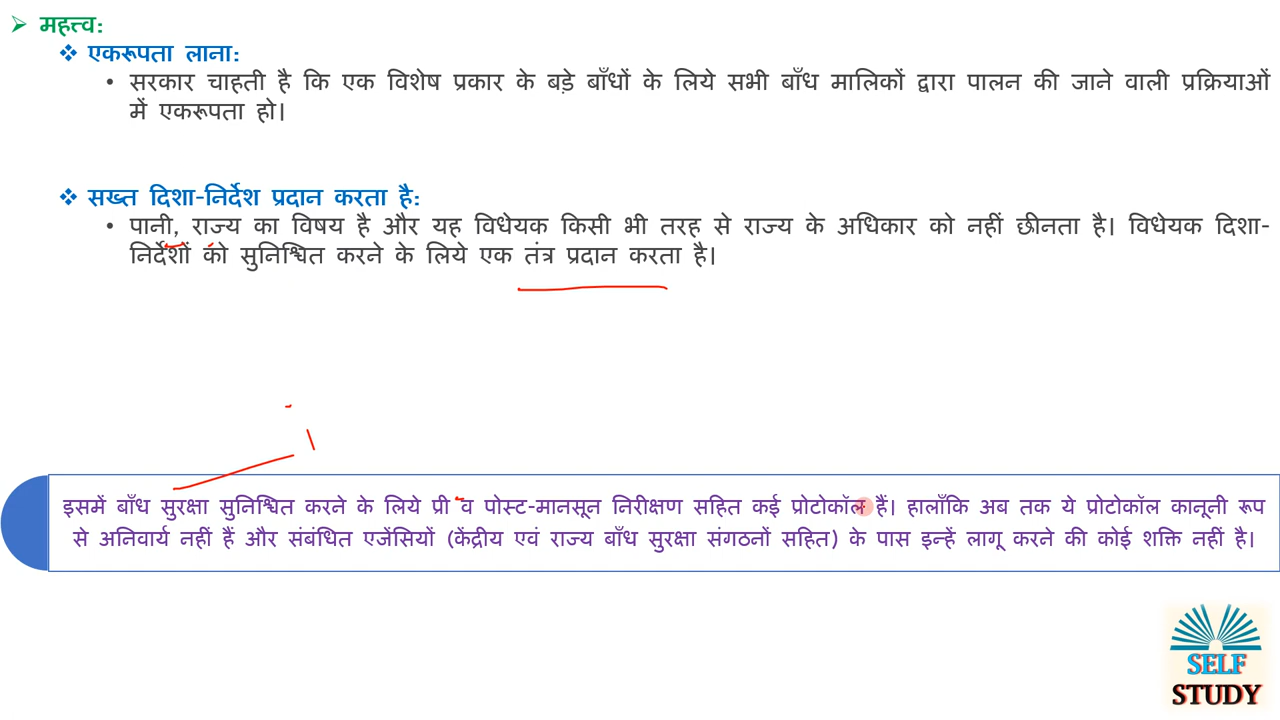 ➢ महत्त्व:
❖ एकरूपता लाना:
• सरकार चाहती है कि एक विशेष प्रकार के बड़े बाँधों के लिये सभी बाँध मालिकों द्वारा पालन की जाने वाली प्रक्रियाओं
में एकरूपता हो।
❖ सख्त दिशा-निर्देश प्रदान करता है:
• पानी, राज्य का विषय है और यह विधेयक किसी भी तरह से राज्य के अधिकार को नहीं छीनता है। विधेयक दिशा-
निर्देशों को सुनिश्चित करने के लिये एक तंत्र प्रदान करता है।
इसमें बाँध सुरक्षा सुनिश्चित करने के लिये प्री व पोस्ट-मानसून निरीक्षण सहित कई प्रोटोकॉल हैं। हालाँकि अब तक ये प्रोटोकॉल कानूनी रूप
से अनिवार्य नहीं हैं और संबंधित एजेंसियों (केंद्रीय एवं राज्य बाँध सुरक्षा संगठनों सहित) के पास इन्हें लागू करने की कोई शक्ति नहीं है।
SELF
STUDY